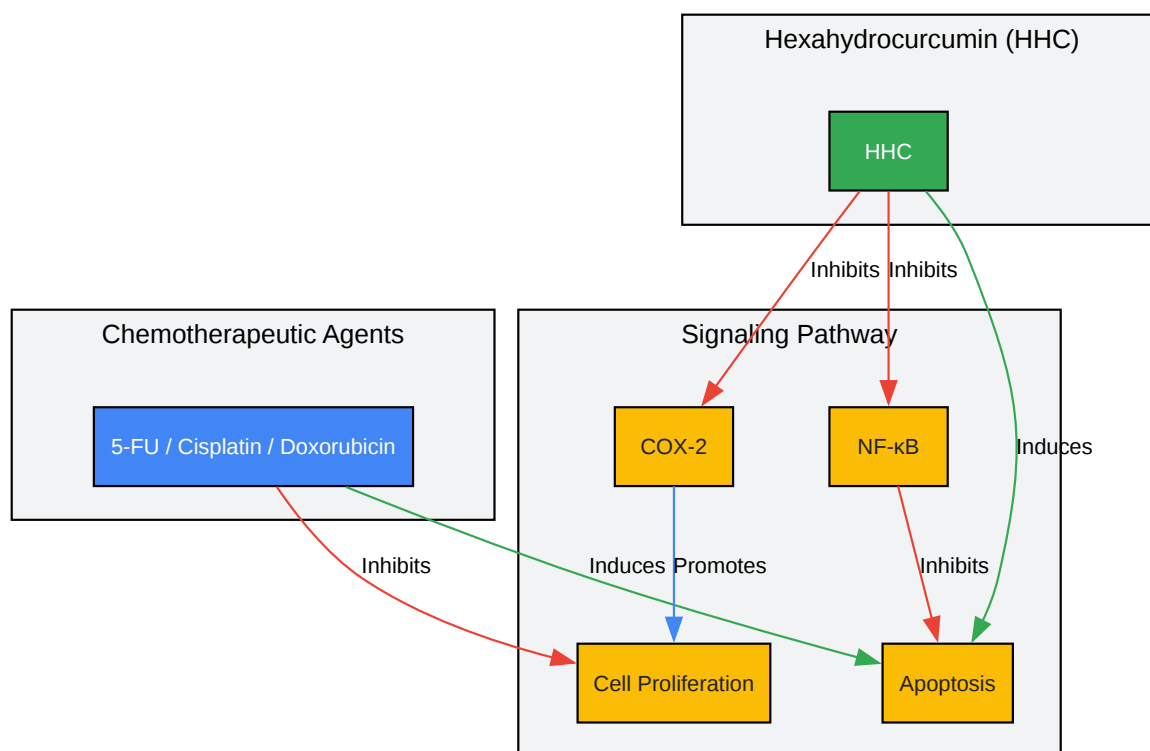 Hexahydrocurcumin (HHC)
HHC
Inhibits
Inhibits
Chemotherapeutic Agents
Signaling Pathway
5-FU / Cisplatin / Doxorubicin
COX-2
NF-κB
Induces
Inhibits
Induces
Promotes
Inhibits
Cell Proliferation
Apoptosis